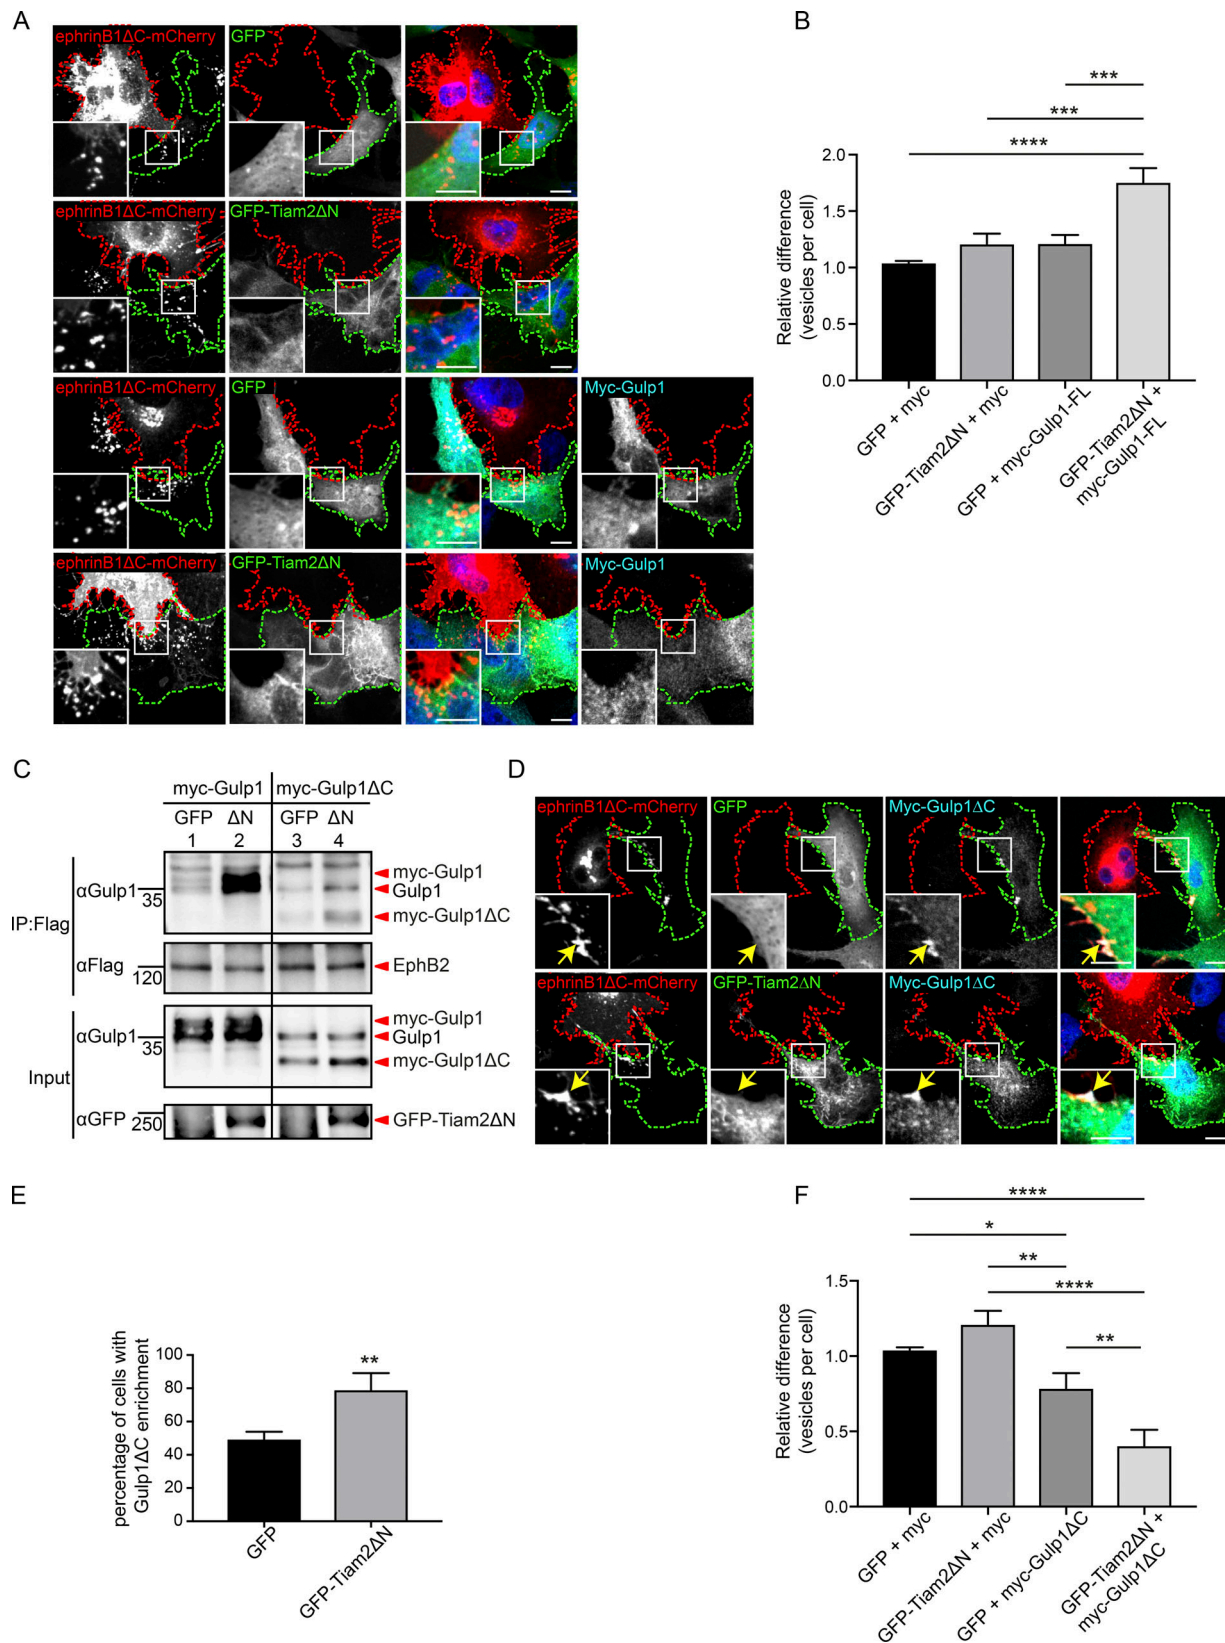 A
ephrinB1ΔC-mCherry GFP
ephrinB1ΔC-mCherry GFP-Tiam2ΔN
ephrinB1ΔC-mCherry GFP Myc-Gulp1
ephrinB1ΔC-mCherry GFP-Tiam2ΔN Myc-Gulp1
B
***
***
****
2.0
1.5
1.0
0.5
0.0
Relative difference
(vesicles per cell)
GFP + myc
GFP-Tiam2ΔN + myc
GFP + myc-Gulp1-FL
GFP-Tiam2ΔN +
myc-Gulp1-FL
C
myc-Gulp1 myc-Gulp1ΔC
GFP ΔN GFP ΔN
1 2 3 4
IP:Flag
αGulp1
35
myc-Gulp1
Gulp1
myc-Gulp1ΔC
αFlag
120
EphB2
Input
αGulp1
35
myc-Gulp1
Gulp1
myc-Gulp1ΔC
αGFP
250
GFP-Tiam2ΔN
D
ephrinB1ΔC-mCherry GFP Myc-Gulp1ΔC
ephrinB1ΔC-mCherry GFP-Tiam2ΔN Myc-Gulp1ΔC
E
percentage of cells with
Gulp1ΔC enrichment
100
80
60
40
20
0
**
GFP
GFP-Tiam2ΔN
F
****
*
**
****
**
1.5
1.0
0.5
0.0
Relative difference
(vesicles per cell)
GFP + myc
GFP-Tiam2ΔN + myc
GFP + myc-Gulp1ΔC
GFP-Tiam2ΔN +
myc-Gulp1ΔC